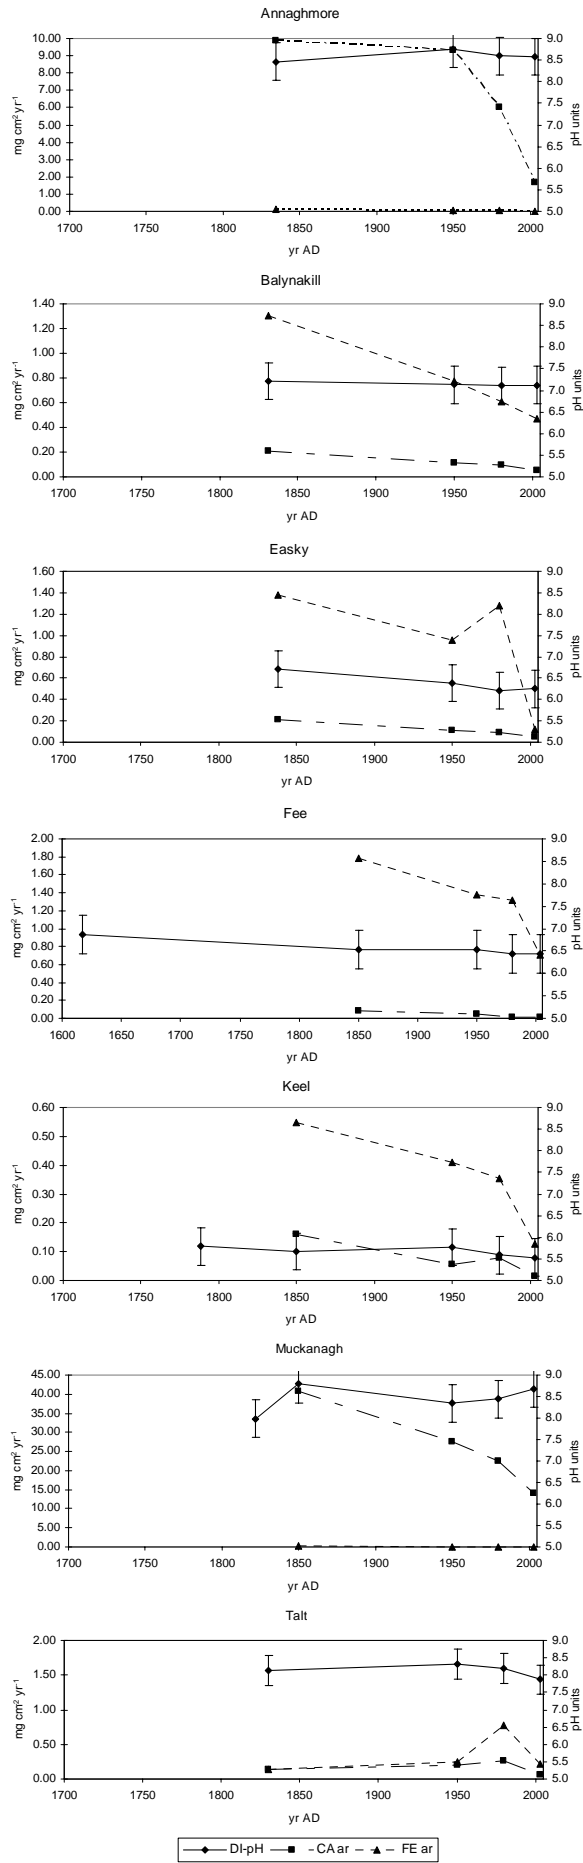 Annaghmore
10.00 9.0
9.00 8.5
8.00 8.0
7.00 7.5
6.00 7.0
5.00 6.5
4.00 6.0
3.00 5.5
2.00 5.0
1.00
0.00
mg cm² yr⁻¹
pH units
1700 1750 1800 1850 1900 1950 2000
yr AD
Balynakill
1.40 9.0
1.20 8.5
1.00 8.0
0.80 7.5
0.60 7.0
0.40 6.5
0.20 6.0
0.00 5.5
5.0
mg cm² yr⁻¹
pH units
1700 1750 1800 1850 1900 1950 2000
yr AD
Easky
1.60 9.0
1.40 8.5
1.20 8.0
1.00 7.5
0.80 7.0
0.60 6.5
0.40 6.0
0.20 5.5
0.00 5.0
mg cm² yr⁻¹
pH units
1700 1750 1800 1850 1900 1950 2000
yr AD
Fee
2.00 9.0
1.80 8.5
1.60 8.0
1.40 7.5
1.20 7.0
1.00 6.5
0.80 6.0
0.60 5.5
0.40 5.0
0.20
0.00
mg cm² yr⁻¹
pH units
1600 1650 1700 1750 1800 1850 1900 1950 2000
yr AD
Keel
0.60 9.0
0.50 8.5
0.40 8.0
0.30 7.5
0.20 7.0
0.10 6.5
0.00 6.0
5.5
5.0
mg cm² yr⁻¹
pH units
1700 1750 1800 1850 1900 1950 2000
yr AD
Muckanagh
45.00 9.0
40.00 8.5
35.00 8.0
30.00 7.5
25.00 7.0
20.00 6.5
15.00 6.0
10.00 5.5
5.00 5.0
0.00
mg cm² yr⁻¹
pH units
1700 1750 1800 1850 1900 1950 2000
yr AD
Talt
2.00 9.0
1.50 8.5
1.00 8.0
0.50 7.5
0.00 7.0
6.5
6.0
5.5
5.0
mg cm² yr⁻¹
pH units
1700 1750 1800 1850 1900 1950 2000
yr AD
DI-pH CA ar FE ar